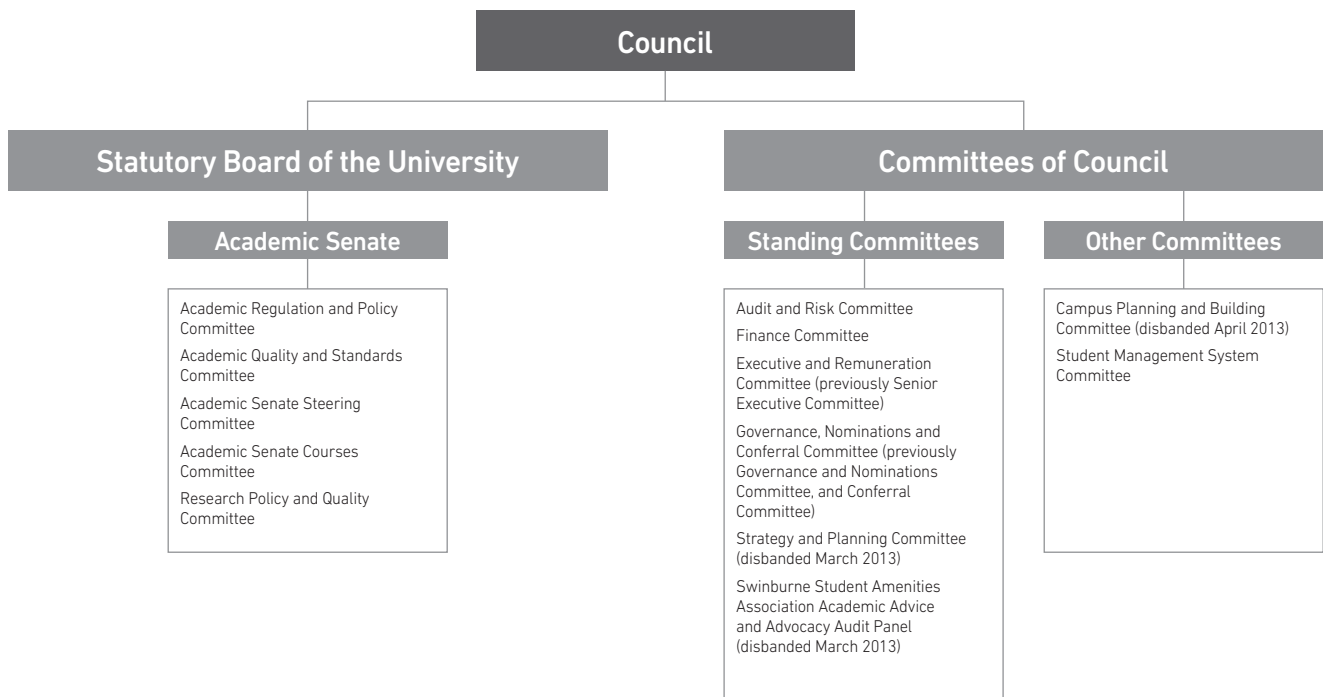 Council
Statutory Board of the University
Committees of Council
Academic Senate
Standing Committees
Other Committees
Academic Regulation and Policy
Committee
Academic Quality and Standards
Committee
Academic Senate Steering
Committee
Academic Senate Courses
Committee
Research Policy and Quality
Committee
Audit and Risk Committee
Finance Committee
Executive and Remuneration
Committee (previously Senior
Executive Committee)
Governance, Nominations and
Conferral Committee (previously
Governance and Nominations
Committee, and Conferral
Committee)
Strategy and Planning Committee
(disbanded March 2013)
Swinburne Student Amenities
Association Academic Advice
and Advocacy Audit Panel
(disbanded March 2013)
Campus Planning and Building
Committee (disbanded April 2013)
Student Management System
Committee